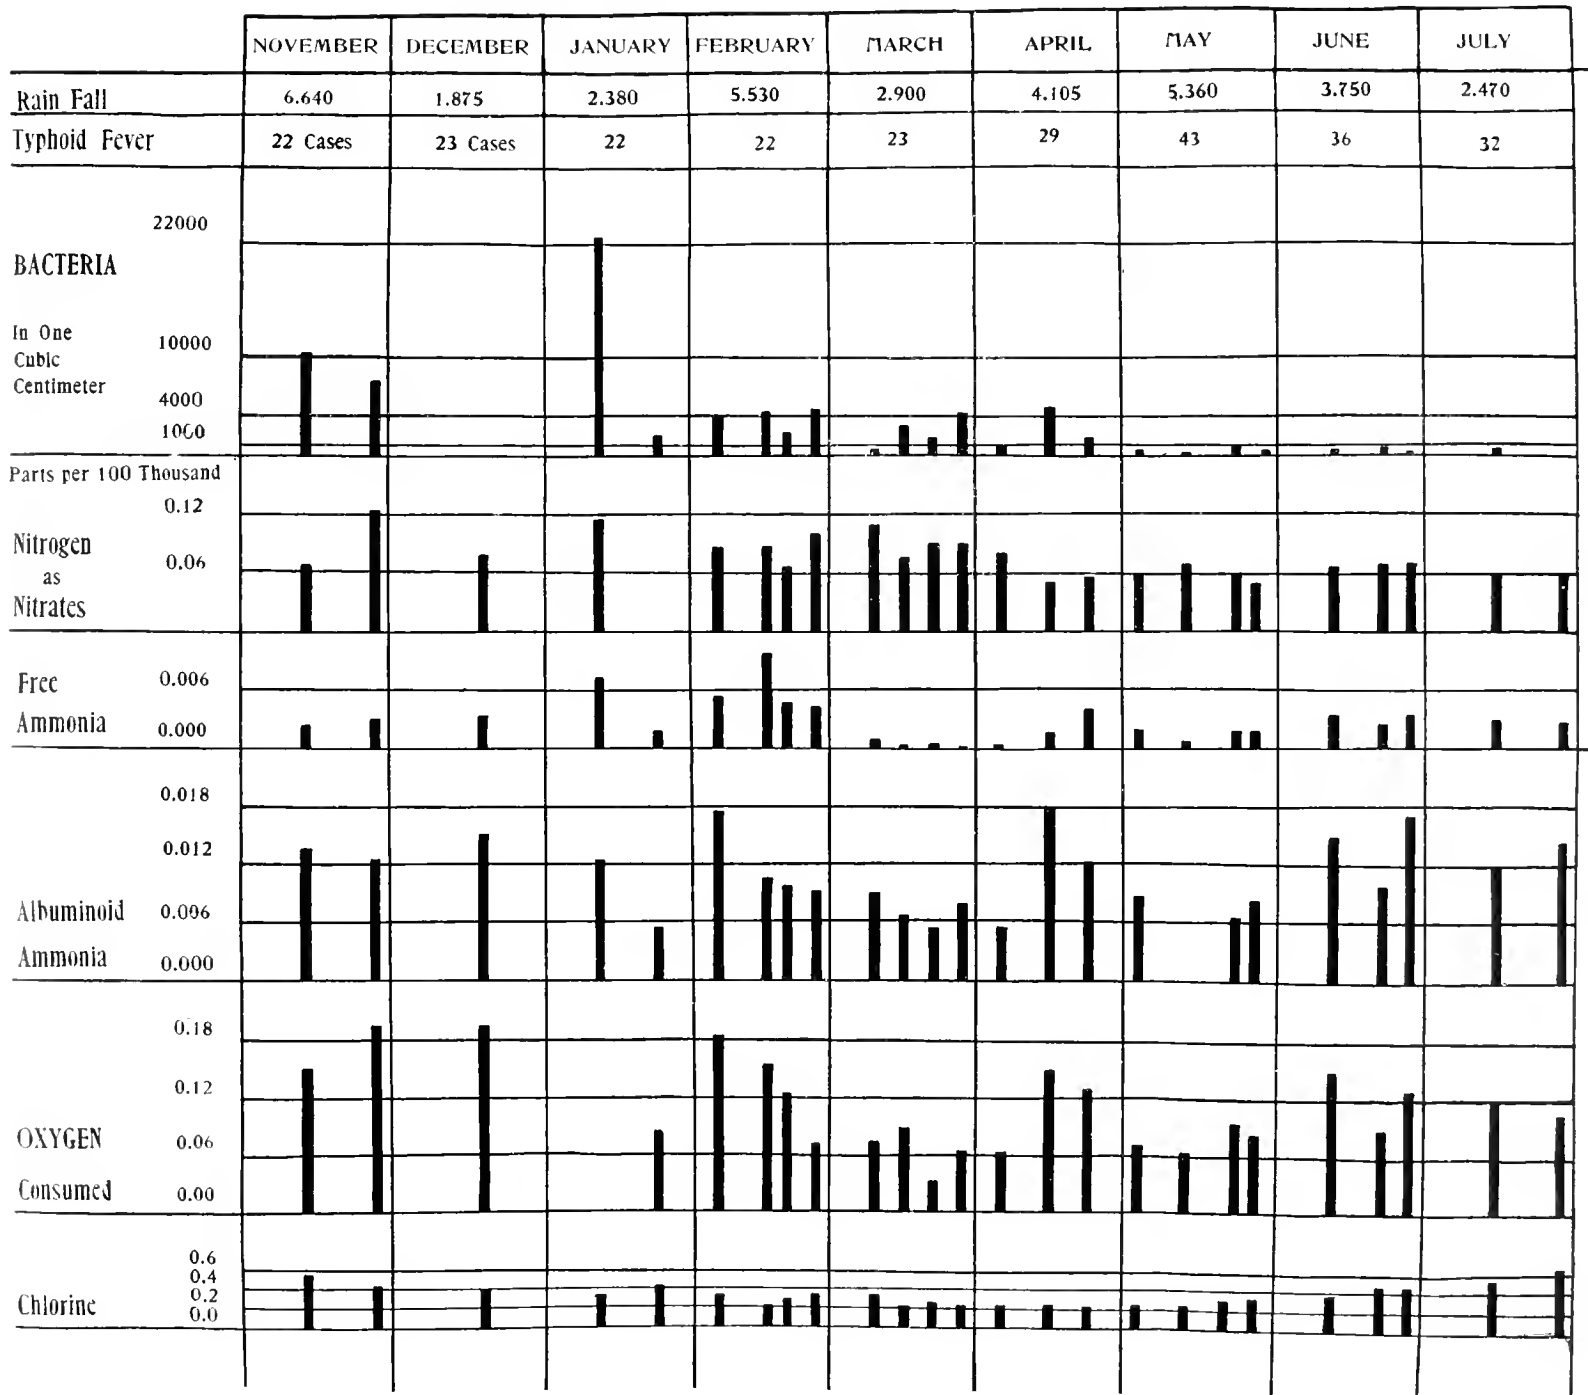 NOVEMBER DECEMBER JANUARY FEBRUARY MARCH APRIL MAY JUNE JULY
Rain Fall 6.640 1.875 2.380 5.530 2.900 4.105 5.360 3.750 2.470
Typhoid Fever 22 Cases 23 Cases 22 22 23 29 43 36 32
22000
BACTERIA
In One
10000
Cubic
Centimeter
4000
1000
Parts per 100 Thousand
0.12
Nitrogen
0.06
as
Nitrates
Free 0.006
Ammonia 0.000
0.018
0.012
Albuminoid 0.096
Ammonia 0.000
0.18
0.12
OXYGEN 0.06
Consumed 0.00
0.6
0.4
0.2
Chlorine 0.0